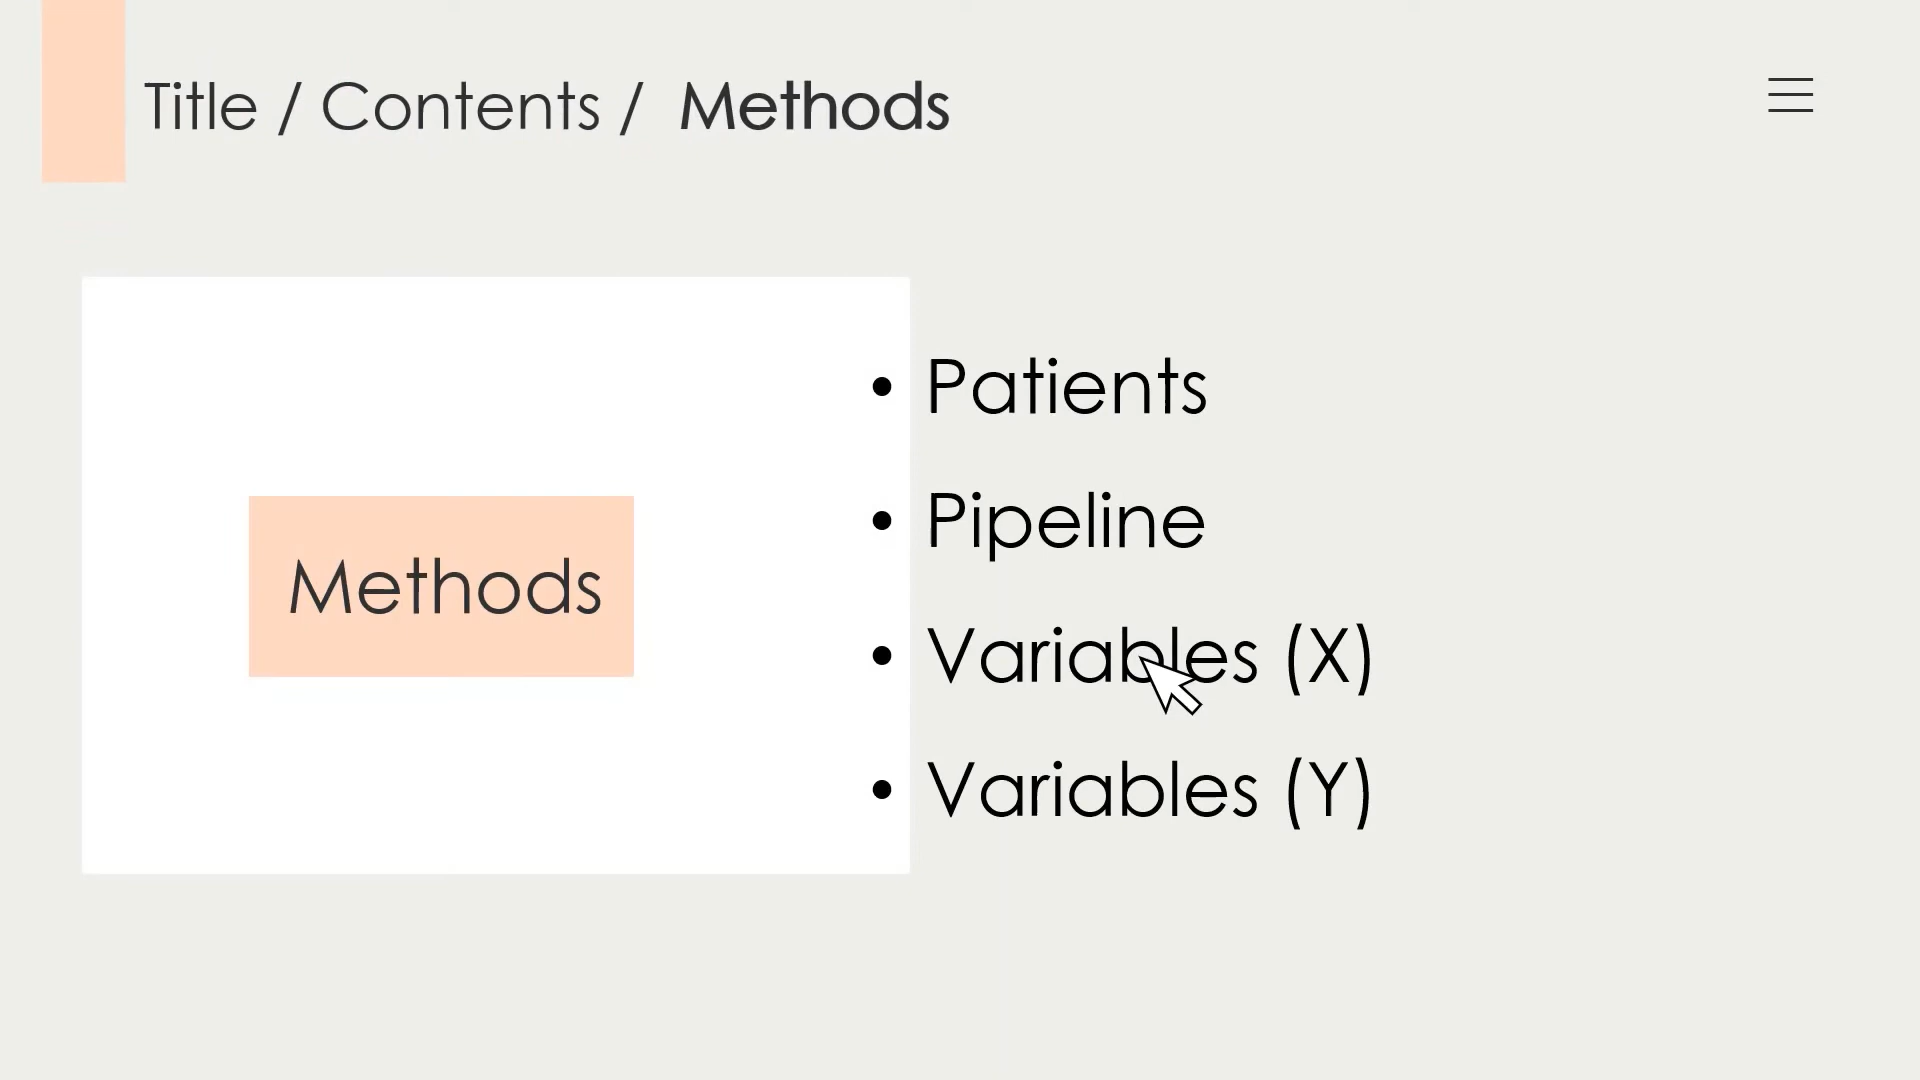 Title / Contents / Methods
Methods
• Patients
• Pipeline
• Variables (X)
• Variables (Y)